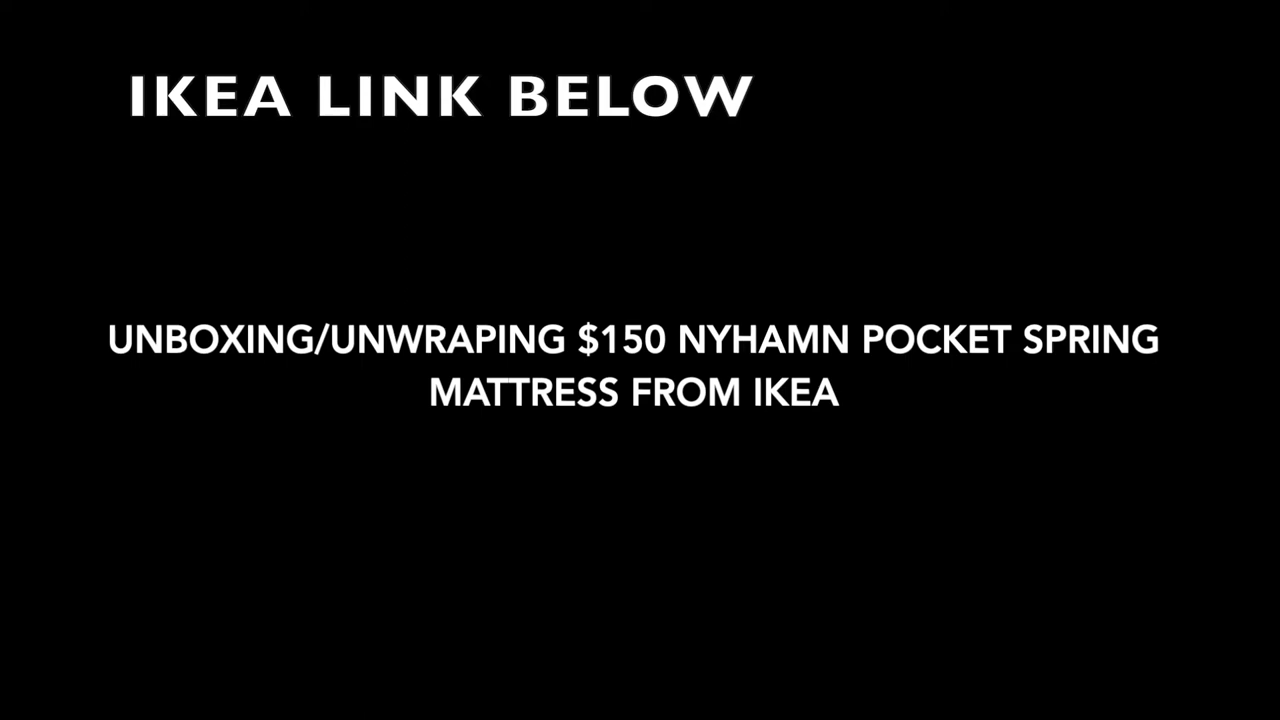 IKEA LINK BELOW
UNBOXING/UNWRAPING $150 NYHAMN POCKET SPRING
MATTRESS FROM IKEA